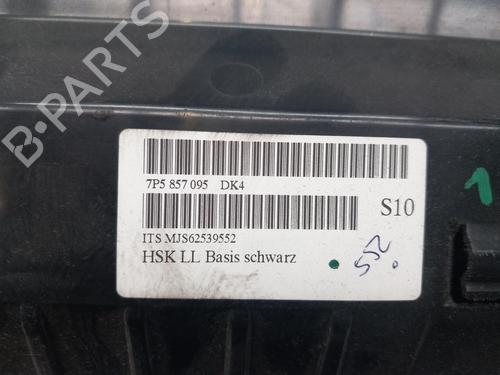 B-PARTS
7P5 857 095 DK4
S10
ITS MJS62539552
HSK LL Basis schwarz
552
1